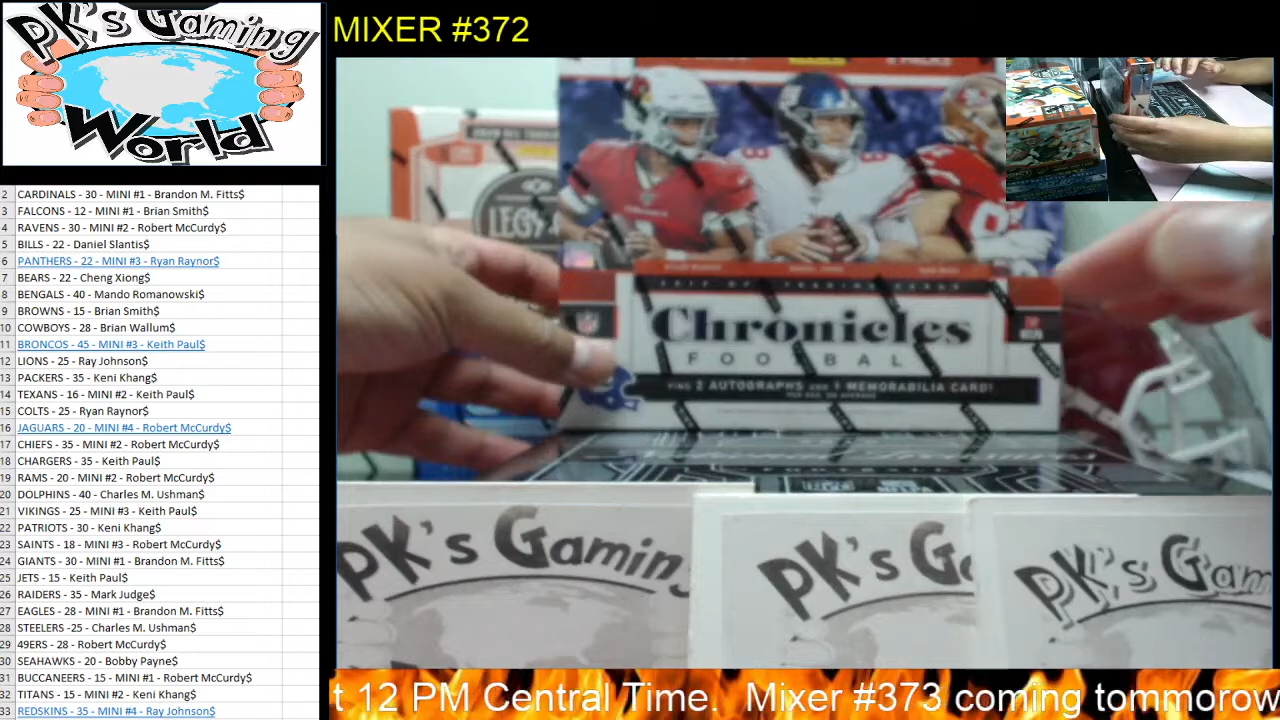 PK's Gaming
World
MIXER #372
2 CARDINALS - 30 - MINI #1 - Brandon M. Fitts$
3 FALCONS - 12 - MINI #1 - Brian Smith$
4 RAVENS - 30 - MINI #2 - Robert McCurdy$
5 BILLS - 22 - Daniel Slantis$
6 PANTHERS - 22 - MINI #3 - Ryan Raynor$
7 BEARS - 22 - Cheng Xiong$
8 BENGALS - 40 - Mando Romanowski$
9 BROWNS - 15 - Brian Smith$
10 COWBOYS - 28 - Brian Wallum$
11 BRONCOS - 45 - MINI #3 - Keith Paul$
12 LIONS - 25 - Ray Johnson$
13 PACKERS - 35 - Keni Khang$
14 TEXANS - 16 - MINI #2 - Keith Paul$
15 COLTS - 25 - Ryan Raynor$
16 JAGUARS - 20 - MINI #4 - Robert McCurdy$
17 CHIEFS - 35 - MINI #2 - Robert McCurdy$
18 CHARGERS - 35 - Keith Paul$
19 RAMS - 20 - MINI #2 - Robert McCurdy$
20 DOLPHINS - 40 - Charles M. Ushman$
21 VIKINGS - 25 - MINI #3 - Keith Paul$
22 PATRIOTS - 30 - Keni Khang$
23 SAINTS - 18 - MINI #3 - Robert McCurdy$
24 GIANTS - 30 - MINI #1 - Brandon M. Fitts$
25 JETS - 15 - Keith Paul$
26 RAIDERS - 35 - Mark Judge$
27 EAGLES - 28 - MINI #1 - Brandon M. Fitts$
28 STEELERS -25 - Charles M. Ushman$
29 49ERS - 28 - Robert McCurdy$
30 SEAHAWKS - 20 - Bobby Payne$
31 BUCCANEERS - 15 - MINI #1 - Robert McCurdy$
32 TITANS - 15 - MINI #2 - Keni Khang$
33 REDSKINS - 35 - MINI #4 - Ray Johnson$
LEG
Chronicles
FOOTBAL
FIND 2 AUTOGRAPHS AND 1 MEMORABILIA CARD!
PER BOX, ON AVERAGE
PK's Gamin
PK's Ga
PK's Gam
t 12 PM Central Time. Mixer #373 coming tommorow